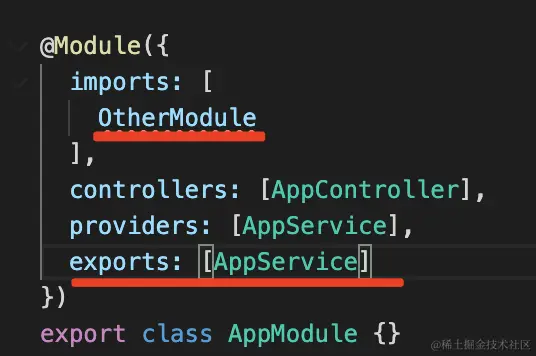 @Module({
imports: [
OtherModule
],
controllers: [AppController],
providers: [AppService],
exports: [AppService]
})
export class AppModule {}
@稀土掘金技术社区